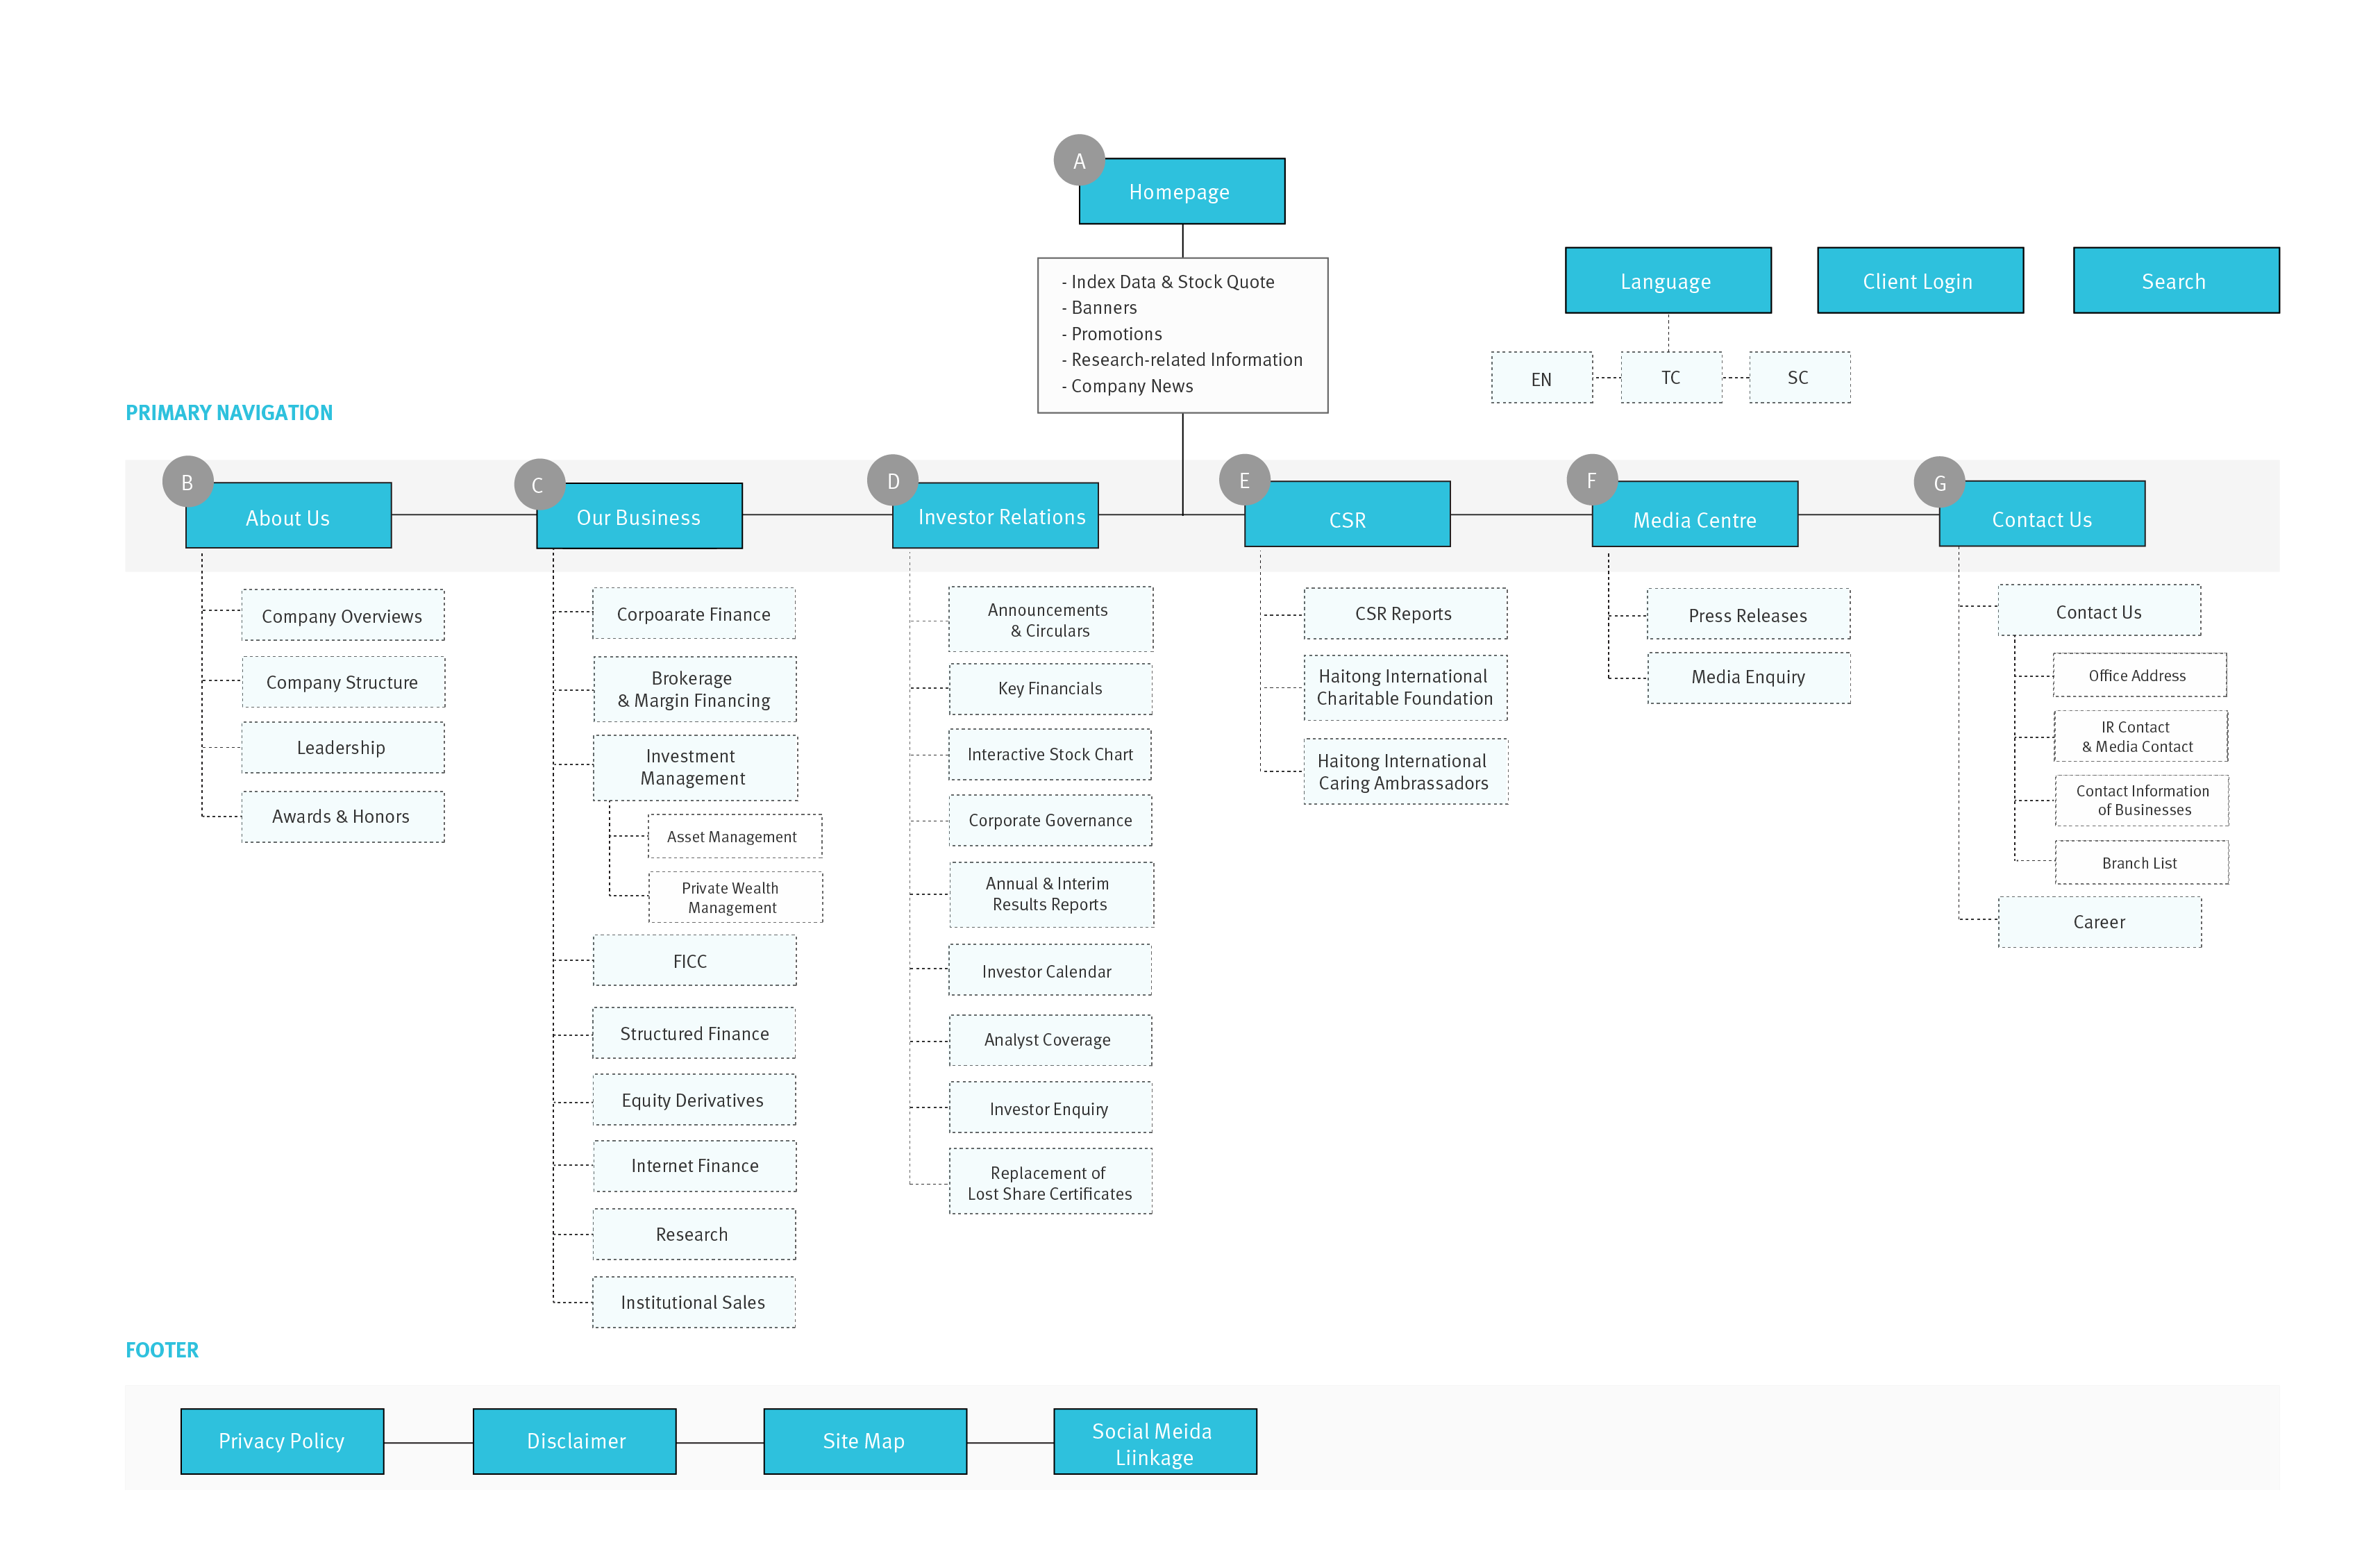 A
Homepage
- Index Data & Stock Quote
- Banners
- Promotions
- Research-related Information
- Company News
Language
Client Login
Search
EN
TC
SC
PRIMARY NAVIGATION
B
About Us
C
Our Business
D
Investor Relations
E
CSR
F
Media Centre
G
Contact Us
Company Overviews
Company Structure
Leadership
Awards & Honors
Corpoarate Finance
Brokerage
& Margin Financing
Investment
Management
Asset Management
Private Wealth
Management
FICC
Structured Finance
Equity Derivatives
Internet Finance
Research
Institutional Sales
Announcements
& Circulars
Key Financials
Interactive Stock Chart
Corporate Governance
Annual & Interim
Results Reports
Investor Calendar
Analyst Coverage
Investor Enquiry
Replacement of
Lost Share Certificates
CSR Reports
Haitong International
Charitable Foundation
Haitong International
Caring Ambrassadors
Press Releases
Media Enquiry
Contact Us
Office Address
IR Contact
& Media Contact
Contact Information
of Businesses
Branch List
Career
FOOTER
Privacy Policy
Disclaimer
Site Map
Social Meida
Liinkage